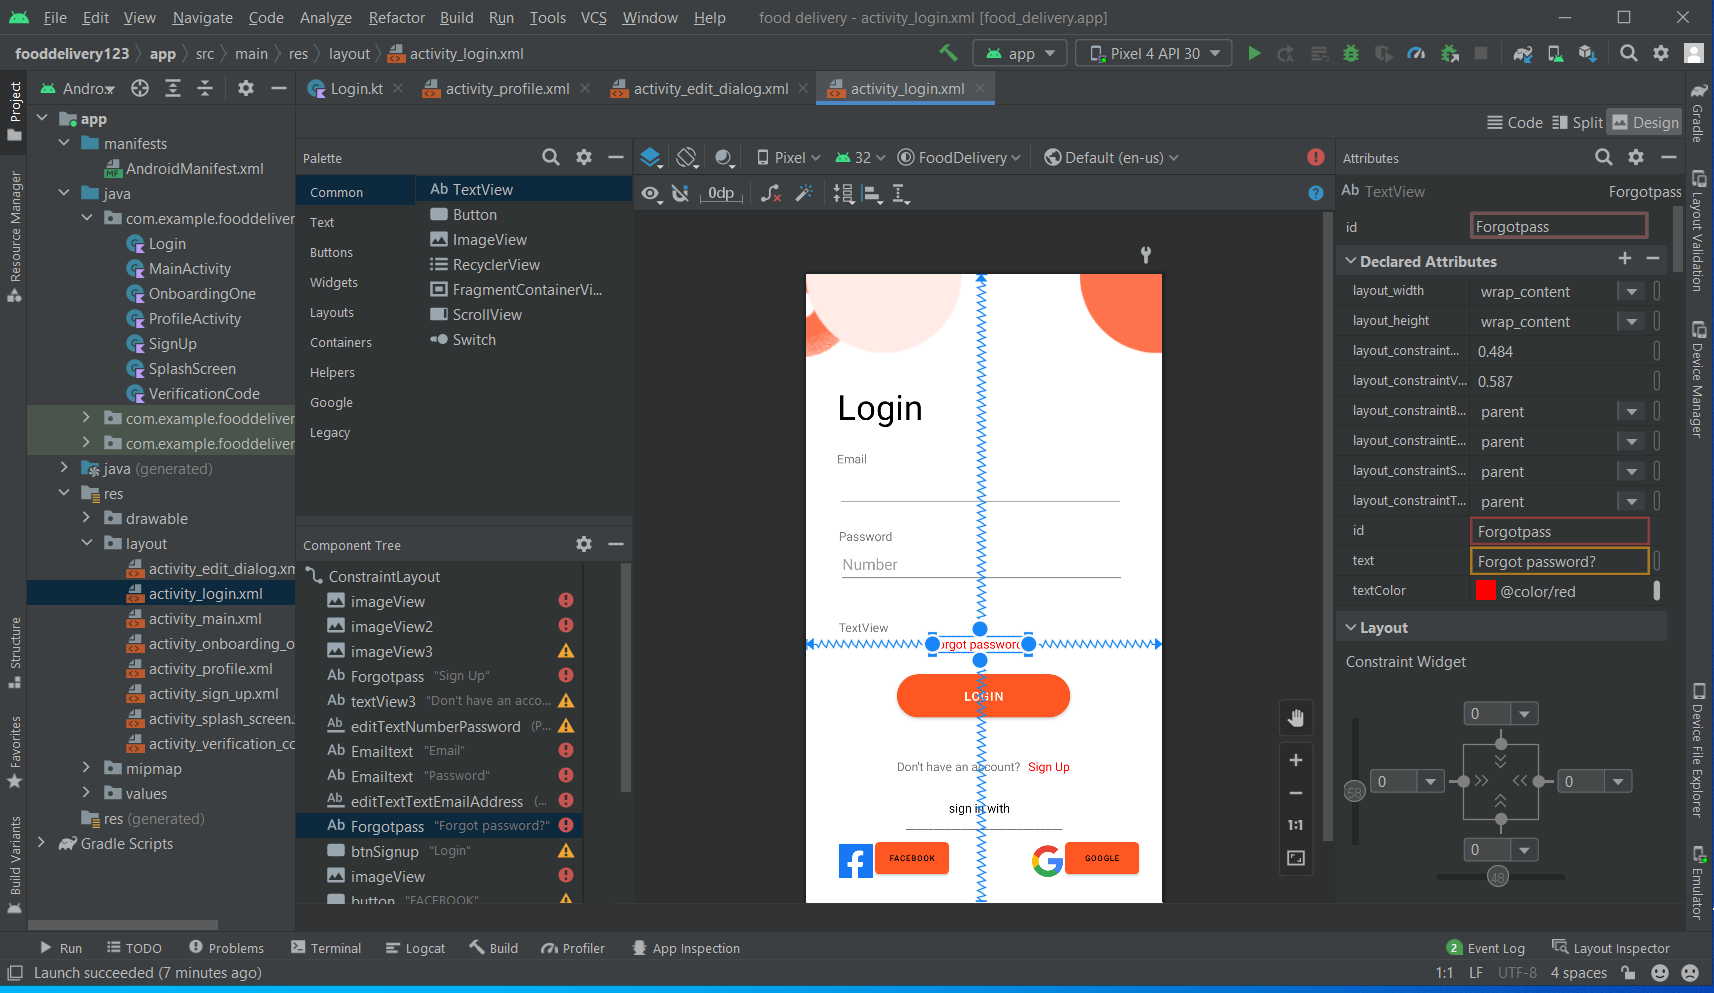 File Edit View Navigate Code Analyze Refactor Build Run Tools VCS Window Help food delivery - activity_login.xml [food_delivery.app]
fooddelivery123 app src main res layout activity_login.xml app Pixel 4 API 30
Andro... Login.kt activity_profile.xml activity_edit_dialog.xml activity_login.xml
Code Split Design
Project
Resource Manager
Structure
Favorites
Build Variants
app
manifests
AndroidManifest.xml
java
com.example.fooddeliver
Login
MainActivity
OnboardingOne
ProfileActivity
SignUp
SplashScreen
VerificationCode
com.example.fooddeliver
com.example.fooddeliver
java (generated)
res
drawable
layout
activity_edit_dialog.xm
activity_login.xml
activity_main.xml
activity_onboarding_o
activity_profile.xml
activity_sign_up.xml
activity_splash_screen.
activity_verification_co
mipmap
values
res (generated)
Gradle Scripts
Palette
Common
Text
Buttons
Widgets
Layouts
Containers
Helpers
Google
Legacy
Ab TextView
Button
ImageView
RecyclerView
FragmentContainerVi...
ScrollView
Switch
Component Tree
ConstraintLayout
imageView
imageView2
imageView3
Ab Forgotpass "Sign Up"
Ab textView3 "Don't have an acco...
Ab editTextNumberPassword (P...
Ab Emailtext "Email"
Ab Emailtext "Password"
Ab editTextTextEmailAddress (...
Ab Forgotpass "Forgot password?"
btnSignup "Login"
imageView
button "FACEBOOK"
Pixel 32 FoodDelivery Default (en-us)
0dp
Login
Email
Password
Number
TextView
orgot password
LOGIN
Don't have an account? Sign Up
sign in with
FACEBOOK GOOGLE
1:1
Attributes
Ab TextView Forgotpass
id Forgotpass
Declared Attributes
layout_width wrap_content
layout_height wrap_content
layout_constraint... 0.484
layout_constraintV... 0.587
layout_constraintB... parent
layout_constraintE... parent
layout_constraintS... parent
layout_constraintT... parent
id Forgotpass
text Forgot password?
textColor @color/red
Layout
Constraint Widget
0
0 0
58
0
48
Gradle
Layout Validation
Device Manager
Device File Explorer
Emulator
Run TODO Problems Terminal Logcat Build Profiler App Inspection 2 Event Log Layout Inspector
Launch succeeded (7 minutes ago) 1:1 LF UTF-8 4 spaces